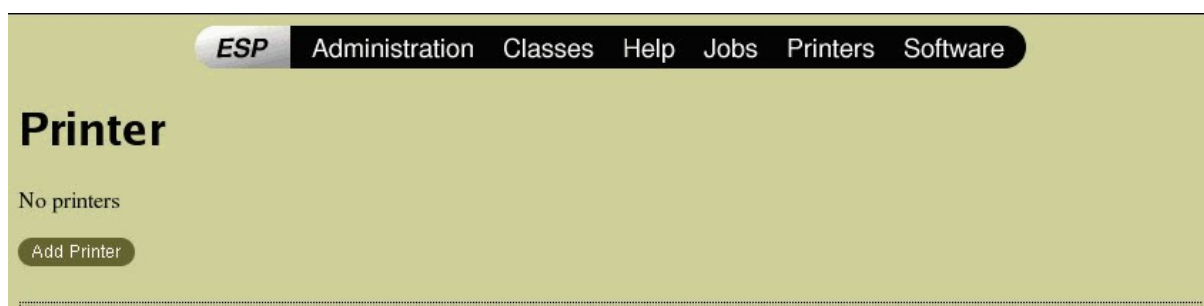 ESP Administration Classes Help Jobs Printers Software
Printer
No printers
Add Printer